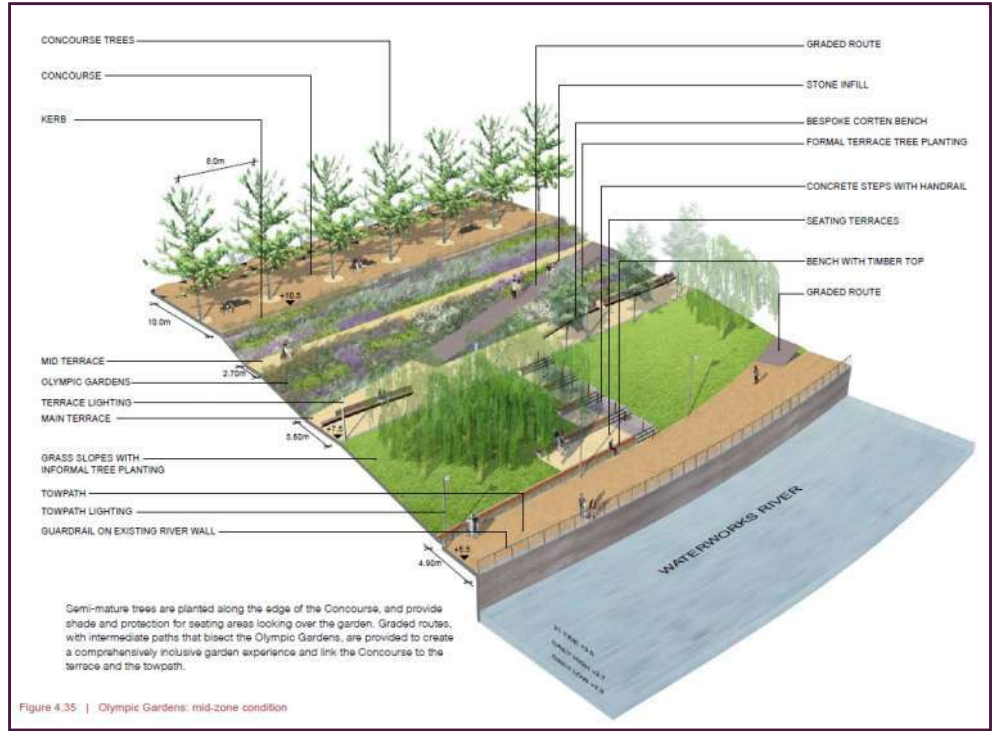 CONCOURSE TREES
CONCOURSE
KERB
8.0m
10.0m
+10.5
MID TERRACE
2.70m
OLYMPIC GARDENS
TERRACE LIGHTING
MAIN TERRACE
+7.5
GRASS SLOPES WITH
INFORMAL TREE PLANTING
TOWPATH
TOWPATH LIGHTING
GUARDRAIL ON EXISTING RIVER WALL
+5.5
4.90m
GRADED ROUTE
STONE INFILL
BESPOKE CORTEN BENCH
FORMAL TERRACE TREE PLANTING
CONCRETE STEPS WITH HANDRAIL
SEATING TERRACES
BENCH WITH TIMBER TOP
GRADED ROUTE
WATERWORKS RIVER
DAILY HIGH
DAILY LOW
Semi-mature trees are planted along the edge of the Concourse, and provide
shade and protection for seating areas looking over the garden. Graded routes,
with intermediate paths that bisect the Olympic Gardens, are provided to create
a comprehensively inclusive garden experience and link the Concourse to the
terrace and the towpath.
Figure 4.35 | Olympic Gardens: mid-zone condition